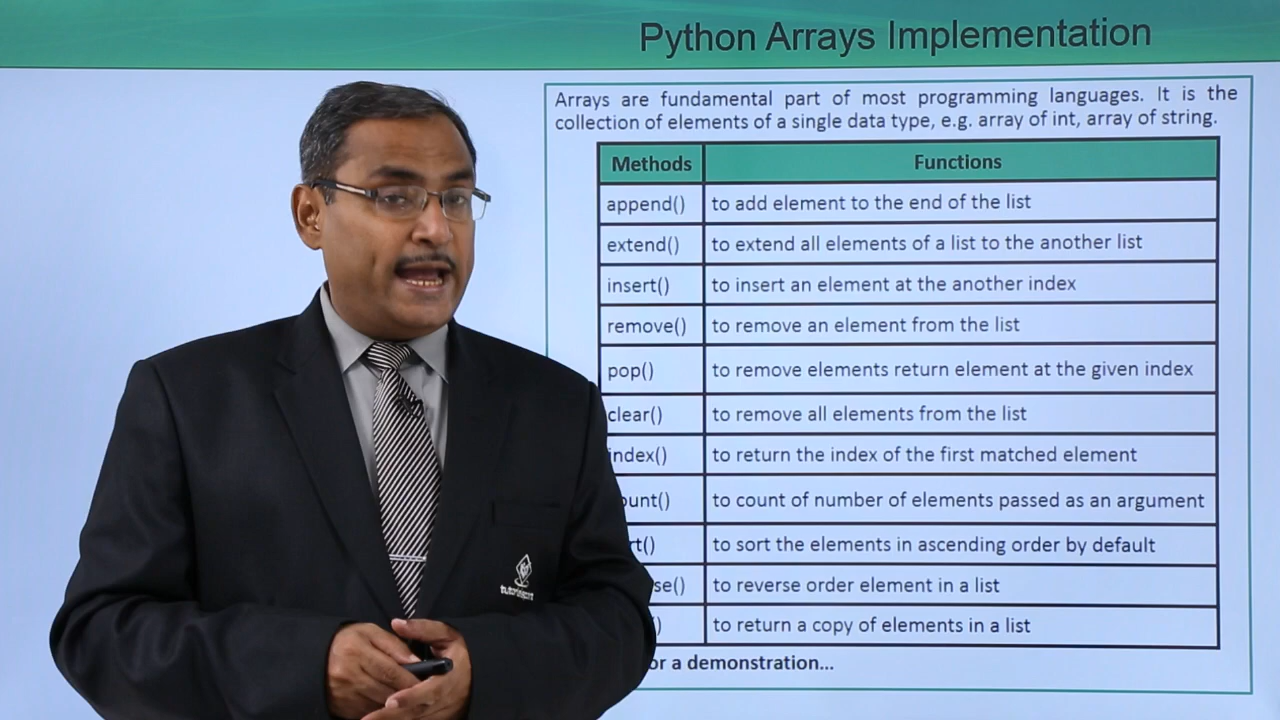 Python Arrays Implementation
Arrays are fundamental part of most programming languages. It is the
collection of elements of a single data type, e.g. array of int, array of string.
Methods Functions
append() to add element to the end of the list
extend() to extend all elements of a list to the another list
insert() to insert an element at the another index
remove() to remove an element from the list
pop() to remove elements return element at the given index
clear() to remove all elements from the list
ndex() to return the index of the first matched element
unt() to count of number of elements passed as an argument
rt() to sort the elements in ascending order by default
se() to reverse order element in a list
) to return a copy of elements in a list
or a demonstration...